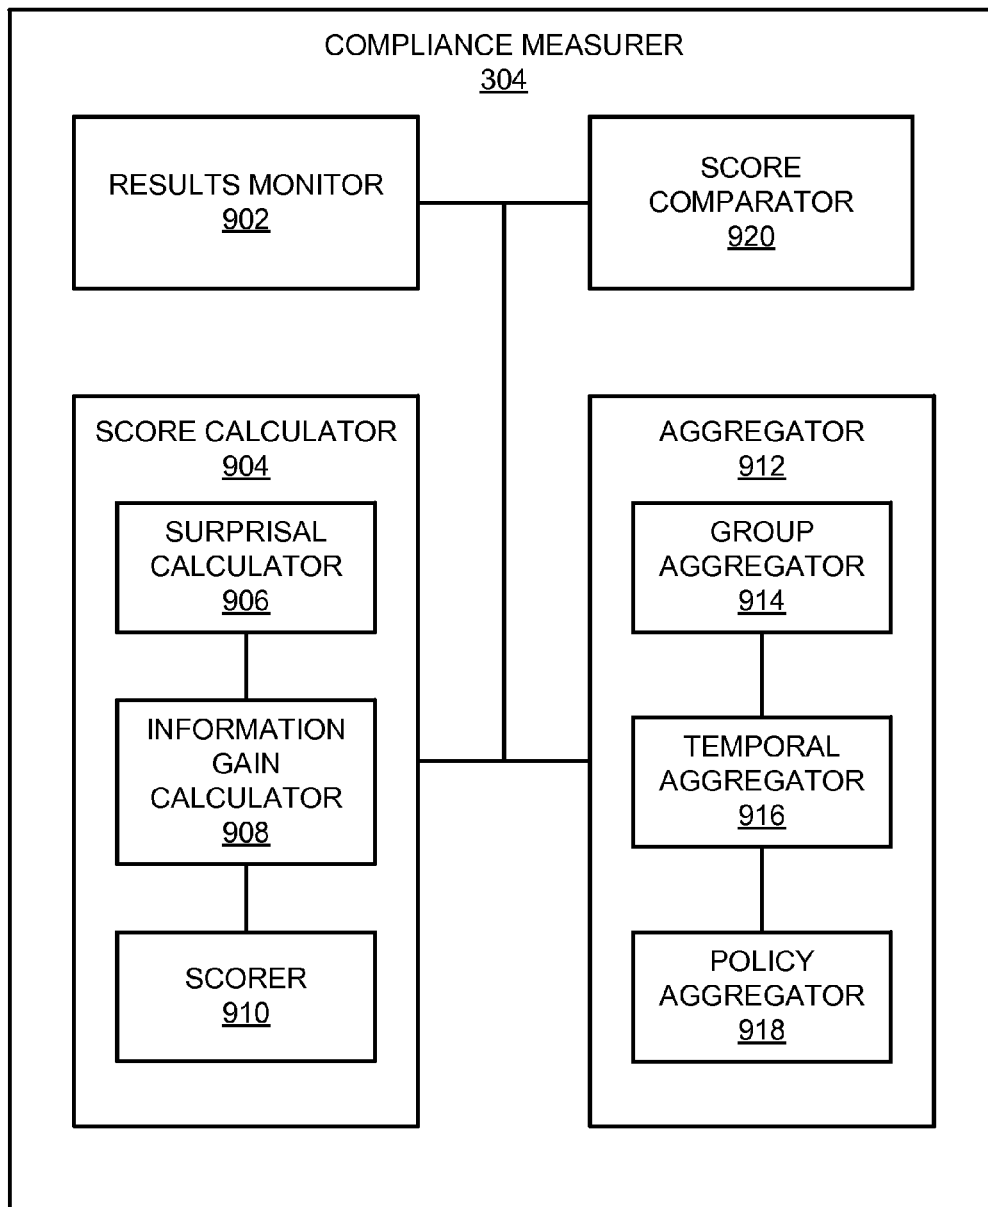 COMPLIANCE MEASURER
304
RESULTS MONITOR
902
SCORE
COMPARATOR
920
SCORE CALCULATOR
904
SURPRISAL
CALCULATOR
906
INFORMATION
GAIN
CALCULATOR
908
SCORER
910
AGGREGATOR
912
GROUP
AGGREGATOR
914
TEMPORAL
AGGREGATOR
916
POLICY
AGGREGATOR
918